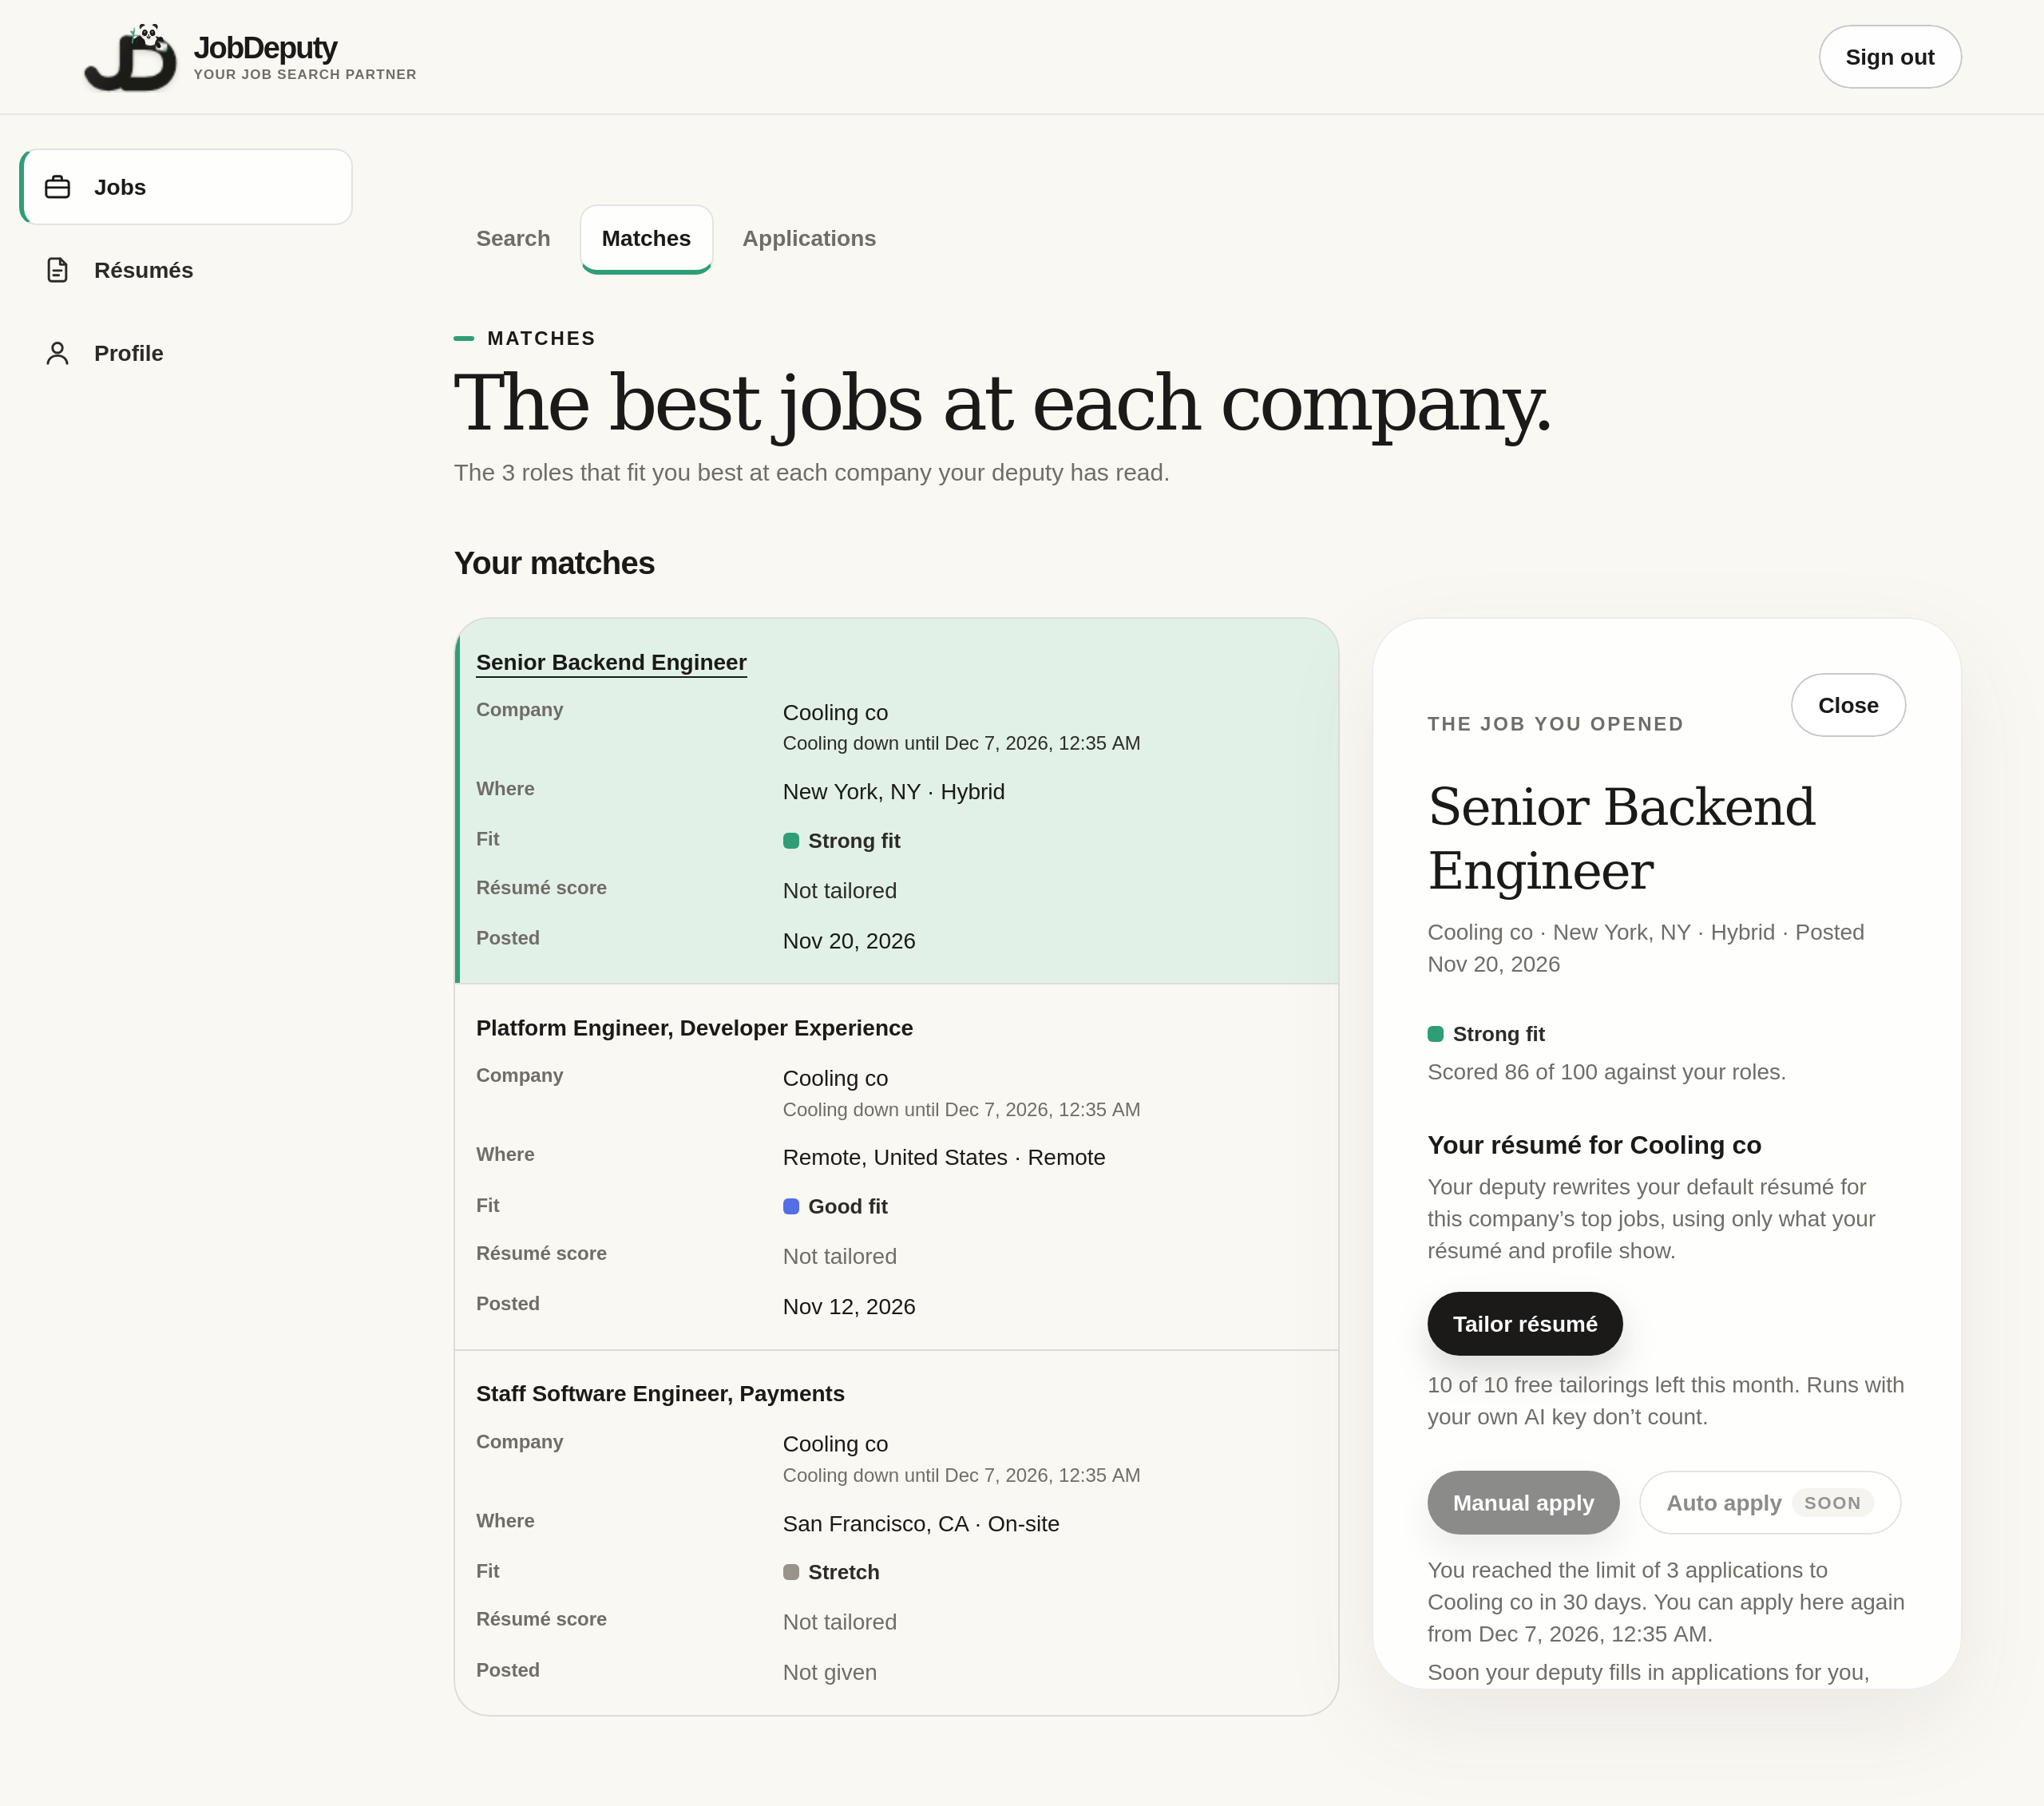 JobDeputy
YOUR JOB SEARCH PARTNER
Sign out
Jobs
Résumés
Profile
Search
Matches
Applications
MATCHES
The best jobs at each company.
The 3 roles that fit you best at each company your deputy has read.
Your matches
Senior Backend Engineer
Company
Cooling co
Cooling down until Dec 7, 2026, 12:35 AM
Where
New York, NY · Hybrid
Fit
Strong fit
Résumé score
Not tailored
Posted
Nov 20, 2026
Platform Engineer, Developer Experience
Company
Cooling co
Cooling down until Dec 7, 2026, 12:35 AM
Where
Remote, United States · Remote
Fit
Good fit
Résumé score
Not tailored
Posted
Nov 12, 2026
Staff Software Engineer, Payments
Company
Cooling co
Cooling down until Dec 7, 2026, 12:35 AM
Where
San Francisco, CA · On-site
Fit
Stretch
Résumé score
Not tailored
Posted
Not given
THE JOB YOU OPENED
Close
Senior Backend
Engineer
Cooling co · New York, NY · Hybrid · Posted
Nov 20, 2026
Strong fit
Scored 86 of 100 against your roles.
Your résumé for Cooling co
Your deputy rewrites your default résumé for
this company’s top jobs, using only what your
résumé and profile show.
Tailor résumé
10 of 10 free tailorings left this month. Runs with
your own AI key don’t count.
Manual apply
Auto apply SOON
You reached the limit of 3 applications to
Cooling co in 30 days. You can apply here again
from Dec 7, 2026, 12:35 AM.
Soon your deputy fills in applications for you,